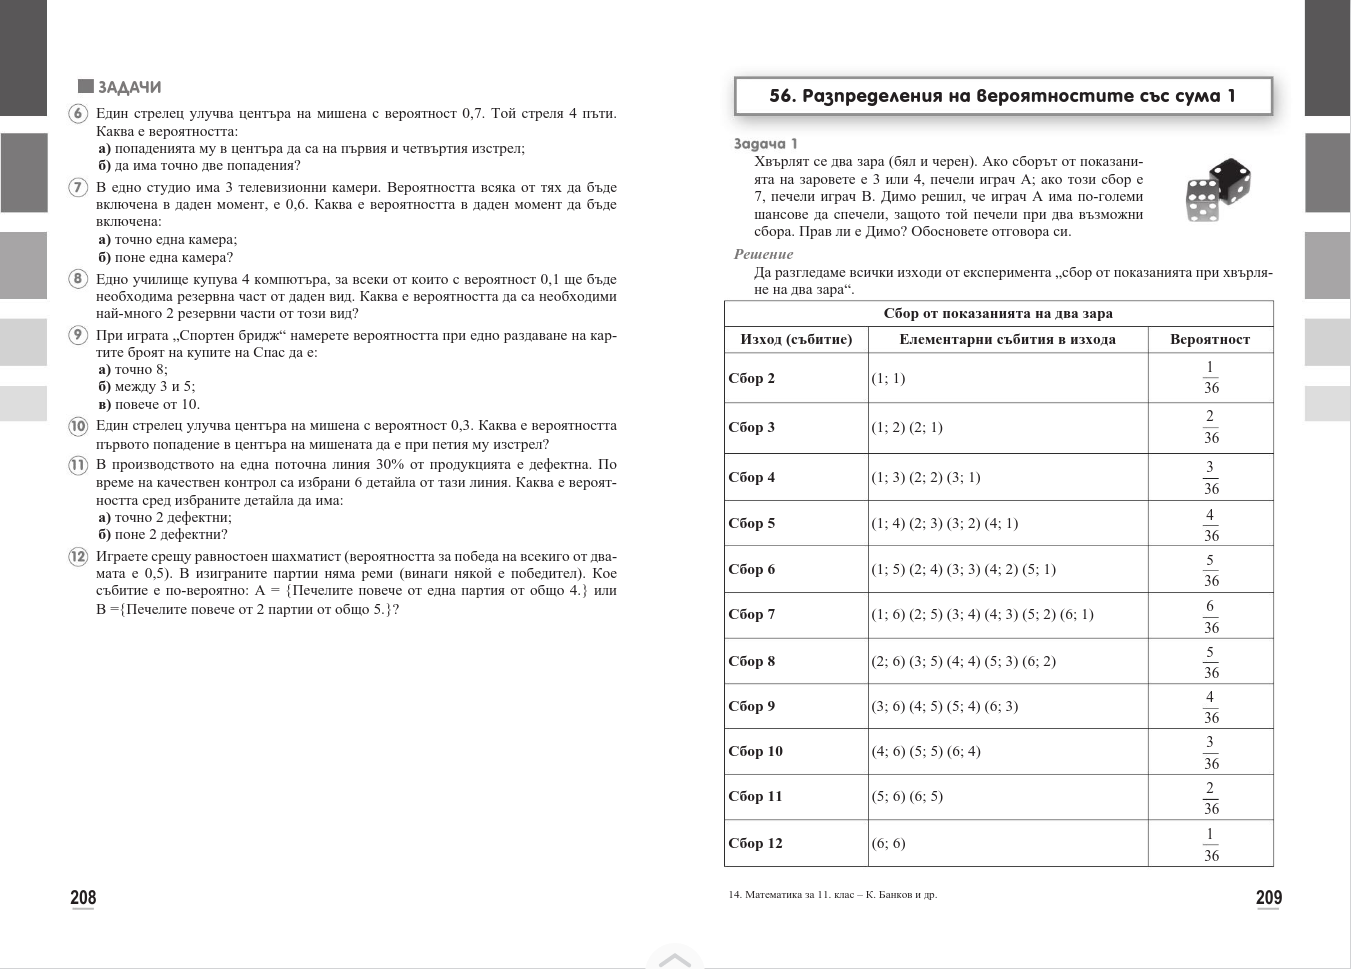 ЗАДАЧИ
6 Един стрелец улучва центъра на мишена с вероятност 0,7. Той стреля 4 пъти.
Каква е вероятността:
а) попаденията му в центъра да са на първия и четвъртия изстрел;
б) да има точно две попадения?
7 В едно студио има 3 телевизионни камери. Вероятността всяка от тях да бъде
включена в даден момент, е 0,6. Каква е вероятността в даден момент да бъде
включена:
а) точно една камера;
б) поне една камера?
8 Едно училище купува 4 компютъра, за всеки от които с вероятност 0,1 ще бъде
необходима резервна част от даден вид. Каква е вероятността да са необходими
най-много 2 резервни части от този вид?
9 При играта „Спортен бридж“ намерете вероятността при едно раздаване на кар-
тите броят на купите на Спас да е:
а) точно 8;
б) между 3 и 5;
в) повече от 10.
10 Един стрелец улучва центъра на мишена с вероятност 0,3. Каква е вероятността
първото попадение в центъра на мишената да е при петия му изстрел?
11 В производството на една поточна линия 30% от продукцията е дефектна. По
време на качествен контрол са избрани 6 детайла от тази линия. Каква е вероят-
ността сред избраните детайла да има:
а) точно 2 дефектни;
б) поне 2 дефектни?
12 Играете срещу равностоен шахматист (вероятността за победа на всекиго от два-
мата е 0,5). В изиграните партии няма реми (винаги някой е победител). Кое
събитие е по-вероятно: A = {Печелите повече от една партия от общо 4.} или
B ={Печелите повече от 2 партии от общо 5.}?
208
56. Разпределения на вероятностите със сума 1
Задача 1
Хвърлят се два зара (бял и черен). Ако сборът от показани-
ята на заровете е 3 или 4, печели играч А; ако този сбор е
7, печели играч В. Димо решил, че играч А има по-големи
шансове да спечели, защото той печели при два възможни
сбора. Прав ли е Димо? Обосновете отговора си.
Решение
Да разгледаме всички изходи от експеримента „сбор от показанията при хвърля-
не на два зара“.
Сбор от показанията на два зара
Изход (събитие) Елементарни събития в изхода Вероятност
Сбор 2 (1; 1) 1/36
Сбор 3 (1; 2) (2; 1) 2/36
Сбор 4 (1; 3) (2; 2) (3; 1) 3/36
Сбор 5 (1; 4) (2; 3) (3; 2) (4; 1) 4/36
Сбор 6 (1; 5) (2; 4) (3; 3) (4; 2) (5; 1) 5/36
Сбор 7 (1; 6) (2; 5) (3; 4) (4; 3) (5; 2) (6; 1) 6/36
Сбор 8 (2; 6) (3; 5) (4; 4) (5; 3) (6; 2) 5/36
Сбор 9 (3; 6) (4; 5) (5; 4) (6; 3) 4/36
Сбор 10 (4; 6) (5; 5) (6; 4) 3/36
Сбор 11 (5; 6) (6; 5) 2/36
Сбор 12 (6; 6) 1/36
14. Математика за 11. клас – К. Банков и др.
209